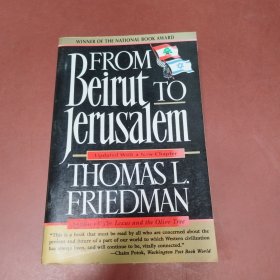 WINNER OF THE NATIONAL BOOK AWARD
FROM
Beirut TO
Jerusalem
Updated With a New Chapter
THOMAS L.
FRIEDMAN
Author of The Lexus and the Olive Tree
"This is a book that must be read by all who are concerned about the
present and future of a part of our world to which Western civilization
has always been, and will continue to be, vitally connected."
—Chaim Potok, Washington Post Book World